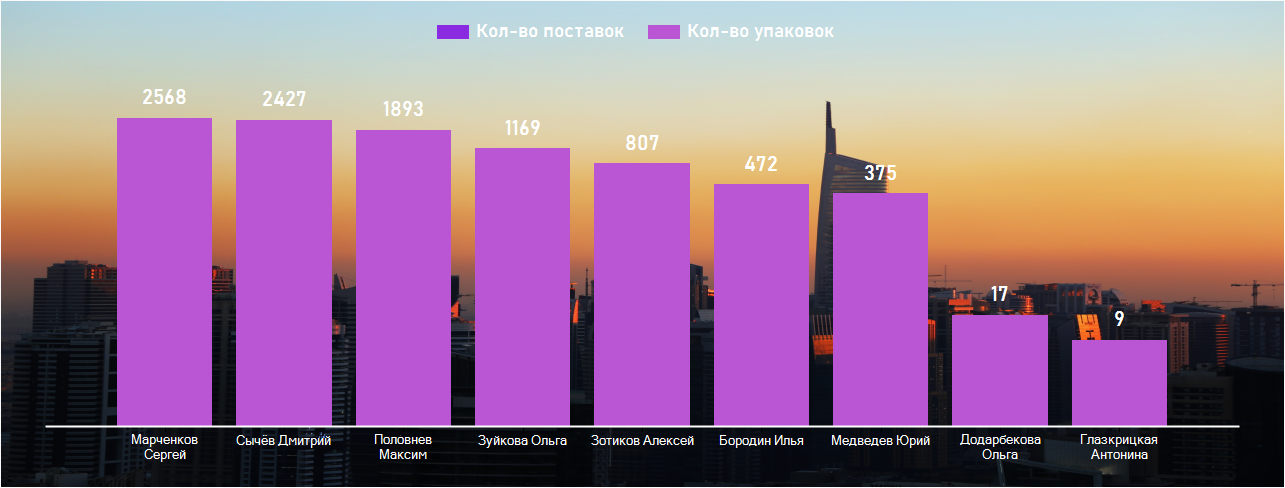 Кол-во поставок Кол-во упаковок
2568
2427
1893
1169
807
472
375
17
9
Марченков
Сергей
Сычёв Дмитрий
Половнев
Максим
Зуйкова Ольга
Зотиков Алексей
Бородин Илья
Медведев Юрий
Додарбекова
Ольга
Глазкрицкая
Антонина